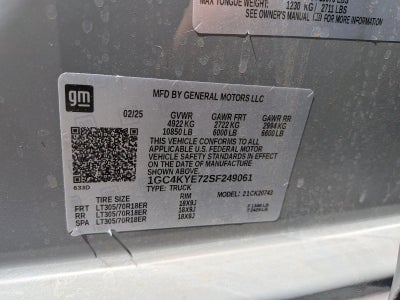 MAX TONGUE WEIGHT: 1230 KG / 2711 LBS
SEE OWNER'S MANUAL FOR MORE INFORMATION
gm
MFD BY GENERAL MOTORS LLC
02/25 GVWR GAWR FRT GAWR RR
4922 KG 2722 KG 2994 KG
10850 LB 6000 LB 6600 LB
THIS VEHICLE CONFORMS TO ALL
APPLICABLE U.S. FEDERAL MOTOR
VEHICLE SAFETY STANDARDS IN
EFFECT ON THE DATE OF
MANUFACTURE SHOWN ABOVE.
1GC4KYE72SF249061
633D TYPE: TRUCK
TIRE SIZE RIM MODEL: 21CK20743
FRT LT305/70R18ER 18X9J
RR LT305/70R18ER 18X9J
SPA LT305/70R18ER 18X9J